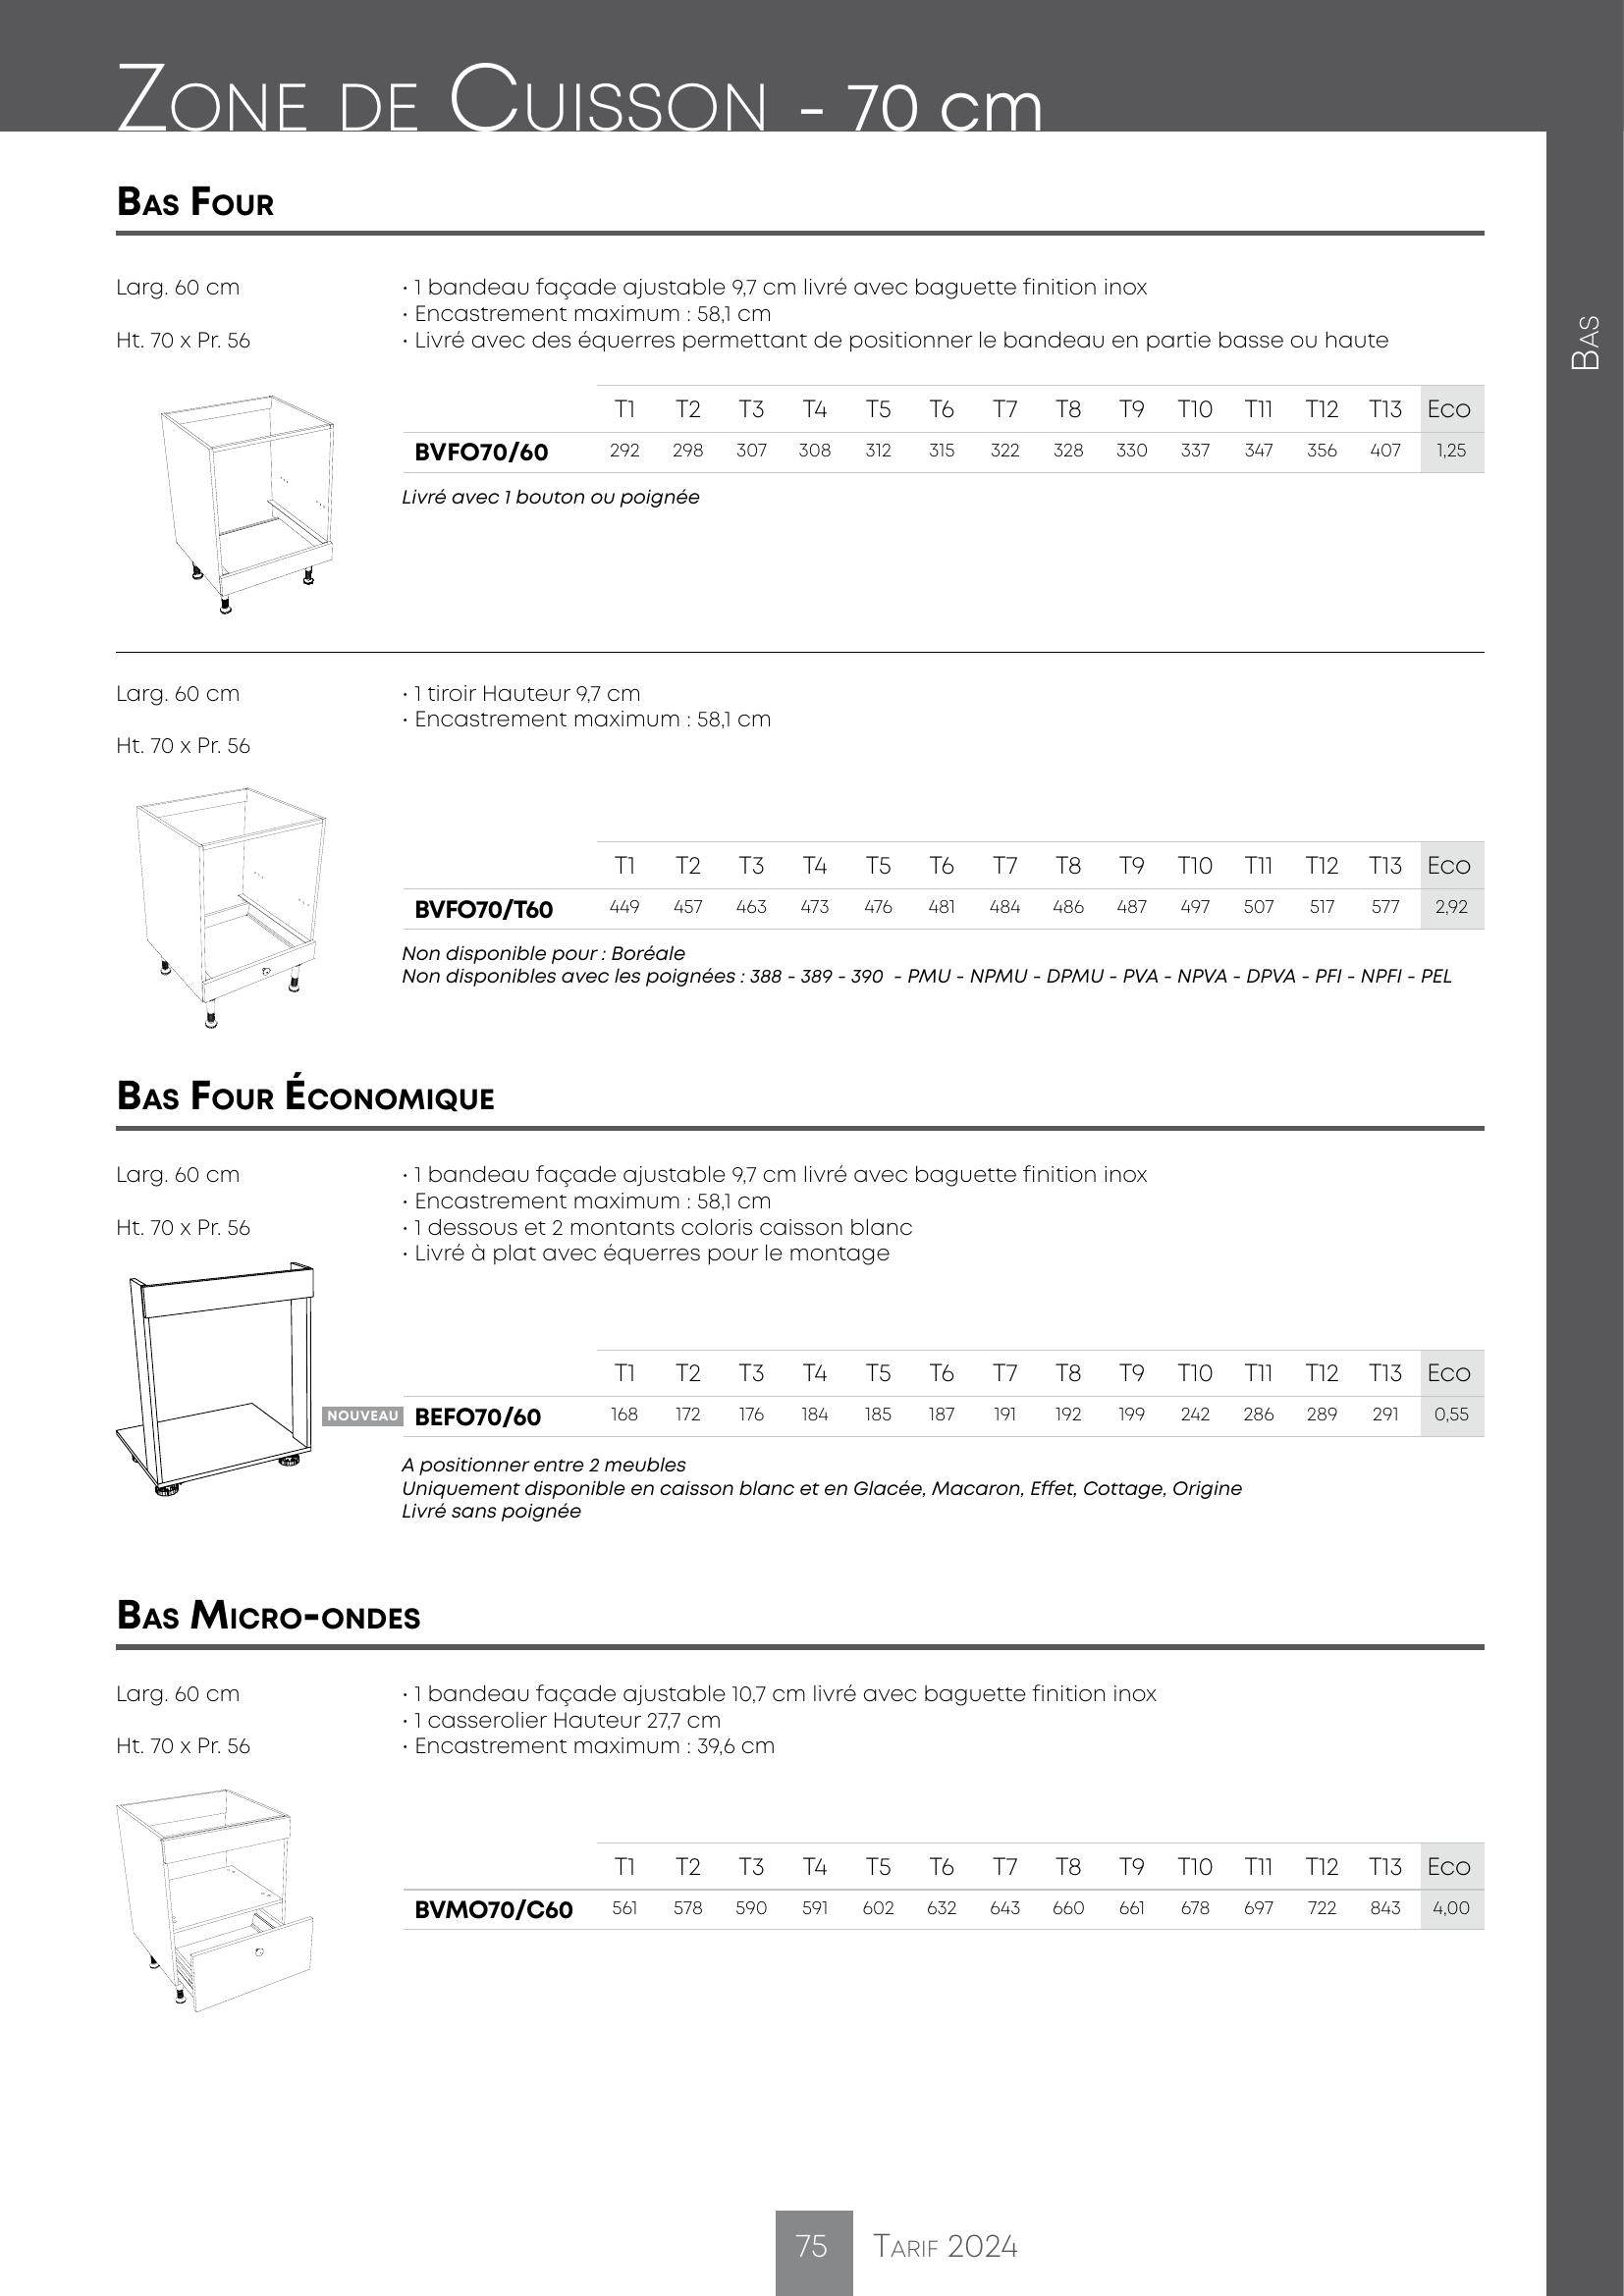 Zone de Cuisson - 70 cm
Bas
Bas Four
Larg. 60 cm
Ht. 70 x Pr. 56
· 1 bandeau façade ajustable 9,7 cm livré avec baguette finition inox
· Encastrement maximum : 58,1 cm
· Livré avec des équerres permettant de positionner le bandeau en partie basse ou haute
T1 T2 T3 T4 T5 T6 T7 T8 T9 T10 T11 T12 T13 Eco
BVFO70/60 292 298 307 308 312 315 322 328 330 337 347 356 407 1,25
Livré avec 1 bouton ou poignée
Larg. 60 cm
Ht. 70 x Pr. 56
· 1 tiroir Hauteur 9,7 cm
· Encastrement maximum : 58,1 cm
T1 T2 T3 T4 T5 T6 T7 T8 T9 T10 T11 T12 T13 Eco
BVFO70/T60 449 457 463 473 476 481 484 486 487 497 507 517 577 2,92
Non disponible pour : Boréale
Non disponibles avec les poignées : 388 - 389 - 390 - PMU - NPMU - DPMU - PVA - NPVA - DPVA - PFI - NPFI - PEL
Bas Four Économique
Larg. 60 cm
Ht. 70 x Pr. 56
· 1 bandeau façade ajustable 9,7 cm livré avec baguette finition inox
· Encastrement maximum : 58,1 cm
· 1 dessous et 2 montants coloris caisson blanc
· Livré à plat avec équerres pour le montage
T1 T2 T3 T4 T5 T6 T7 T8 T9 T10 T11 T12 T13 Eco
NOUVEAU BEFO70/60 168 172 176 184 185 187 191 192 199 242 286 289 291 0,55
A positionner entre 2 meubles
Uniquement disponible en caisson blanc et en Glacée, Macaron, Effet, Cottage, Origine
Livré sans poignée
Bas Micro-ondes
Larg. 60 cm
Ht. 70 x Pr. 56
· 1 bandeau façade ajustable 10,7 cm livré avec baguette finition inox
· 1 casserolier Hauteur 27,7 cm
· Encastrement maximum : 39,6 cm
T1 T2 T3 T4 T5 T6 T7 T8 T9 T10 T11 T12 T13 Eco
BVMO70/C60 561 578 590 591 602 632 643 660 661 678 697 722 843 4,00
75 Tarif 2024